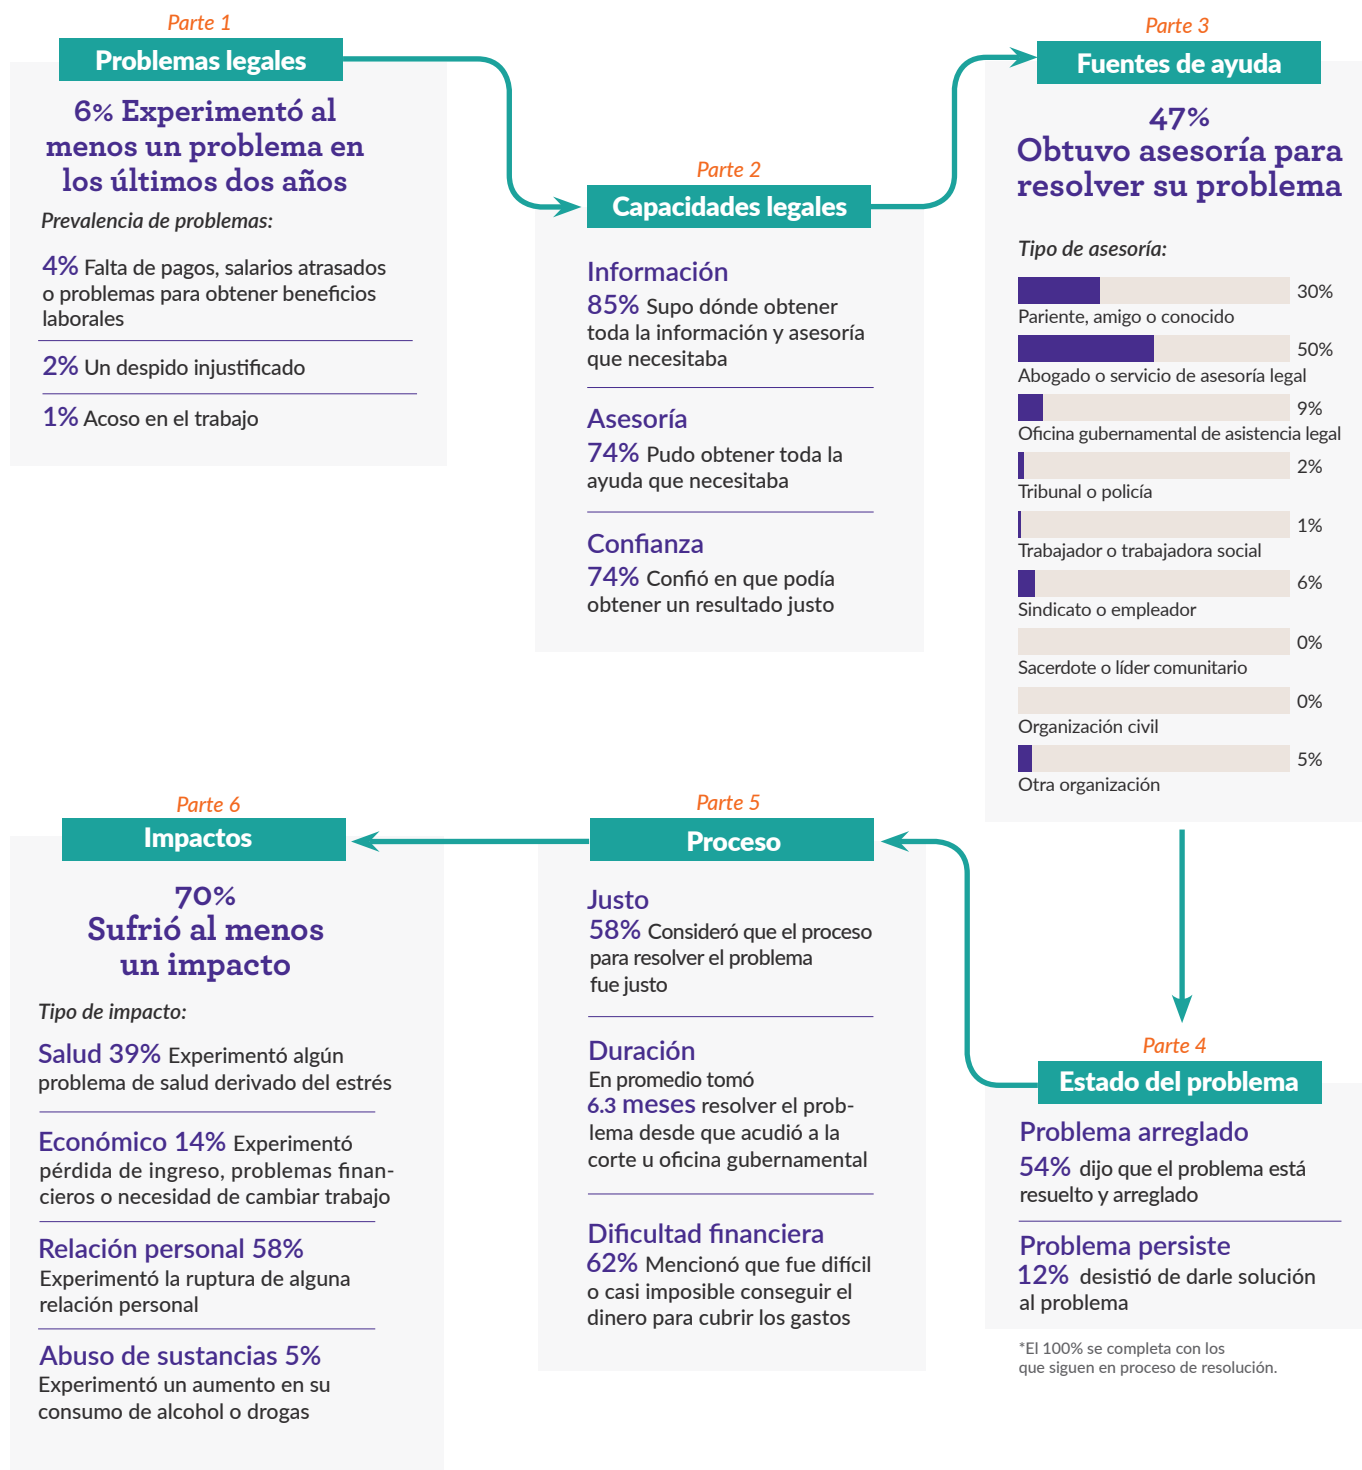 Parte 1
Problemas legales
6% Experimentó al
menos un problema en
los últimos dos años
Prevalencia de problemas:
4% Falta de pagos, salarios atrasados
o problemas para obtener beneficios
laborales
2% Un despido injustificado
1% Acoso en el trabajo
Parte 2
Capacidades legales
Información
85% Supo dónde obtener
toda la información y asesoría
que necesitaba
Asesoría
74% Pudo obtener toda la
ayuda que necesitaba
Confianza
74% Confió en que podía
obtener un resultado justo
Parte 3
Fuentes de ayuda
47%
Obtuvo asesoría para
resolver su problema
Tipo de asesoría:
30%
Pariente, amigo o conocido
50%
Abogado o servicio de asesoría legal
9%
Oficina gubernamental de asistencia legal
2%
Tribunal o policía
1%
Trabajador o trabajadora social
6%
Sindicato o empleador
0%
Sacerdote o líder comunitario
0%
Organización civil
5%
Otra organización
Parte 4
Estado del problema
Problema arreglado
54% dijo que el problema está
resuelto y arreglado
Problema persiste
12% desistió de darle solución
al problema
*El 100% se completa con los
que siguen en proceso de resolución.
Parte 5
Proceso
Justo
58% Consideró que el proceso
para resolver el problema
fue justo
Duración
En promedio tomó
6.3 meses resolver el prob-
lema desde que acudió a la
corte u oficina gubernamental
Dificultad financiera
62% Mencionó que fue difícil
o casi imposible conseguir el
dinero para cubrir los gastos
Parte 6
Impactos
70%
Sufrió al menos
un impacto
Tipo de impacto:
Salud 39% Experimentó algún
problema de salud derivado del estrés
Económico 14% Experimentó
pérdida de ingreso, problemas finan-
cieros o necesidad de cambiar trabajo
Relación personal 58%
Experimentó la ruptura de alguna
relación personal
Abuso de sustancias 5%
Experimentó un aumento en su
consumo de alcohol o drogas